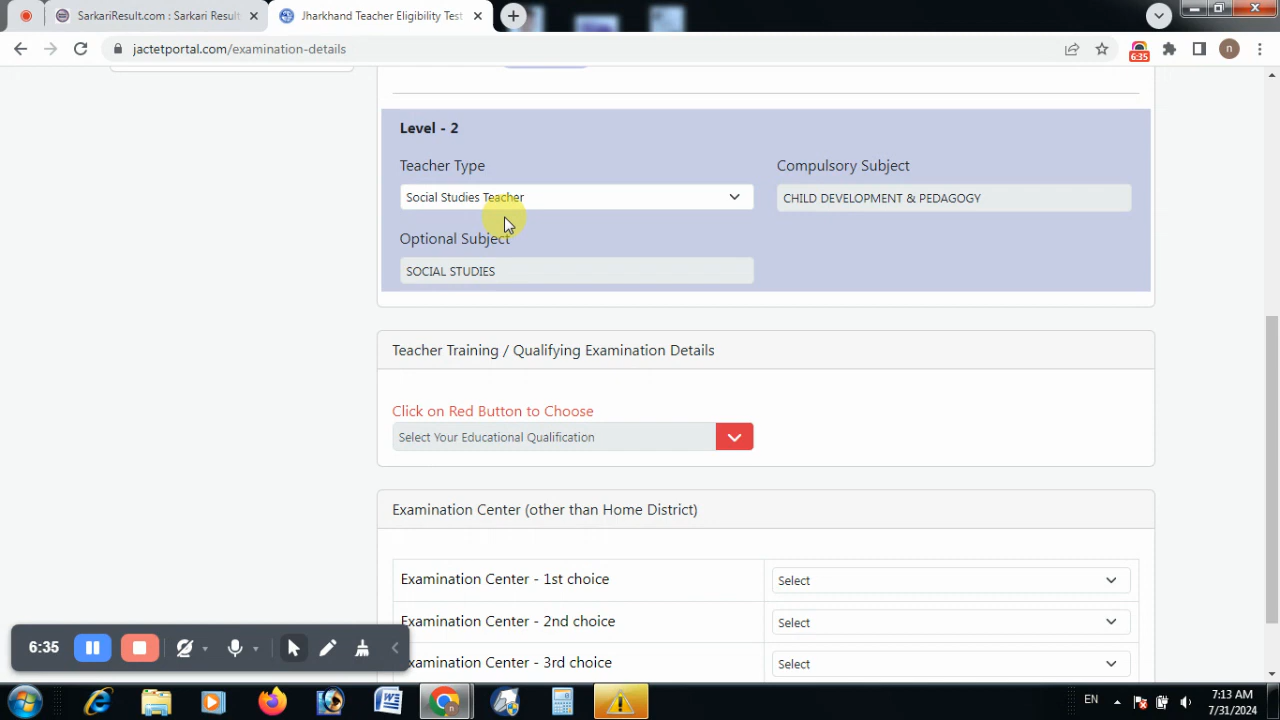 SarkariResult.com : Sarkari Resul
Jharkhand Teacher Eligibility Test
jactetportal.com/examination-details
6:35
n
Level - 2
Teacher Type
Compulsory Subject
Social Studies Teacher
CHILD DEVELOPMENT & PEDAGOGY
Optional Subject
SOCIAL STUDIES
Teacher Training / Qualifying Examination Details
Click on Red Button to Choose
Select Your Educational Qualification
Examination Center (other than Home District)
Examination Center - 1st choice
Select
Examination Center - 2nd choice
Select
xamination Center - 3rd choice
Select
6:35
n
EN
7:13 AM
7/31/2024